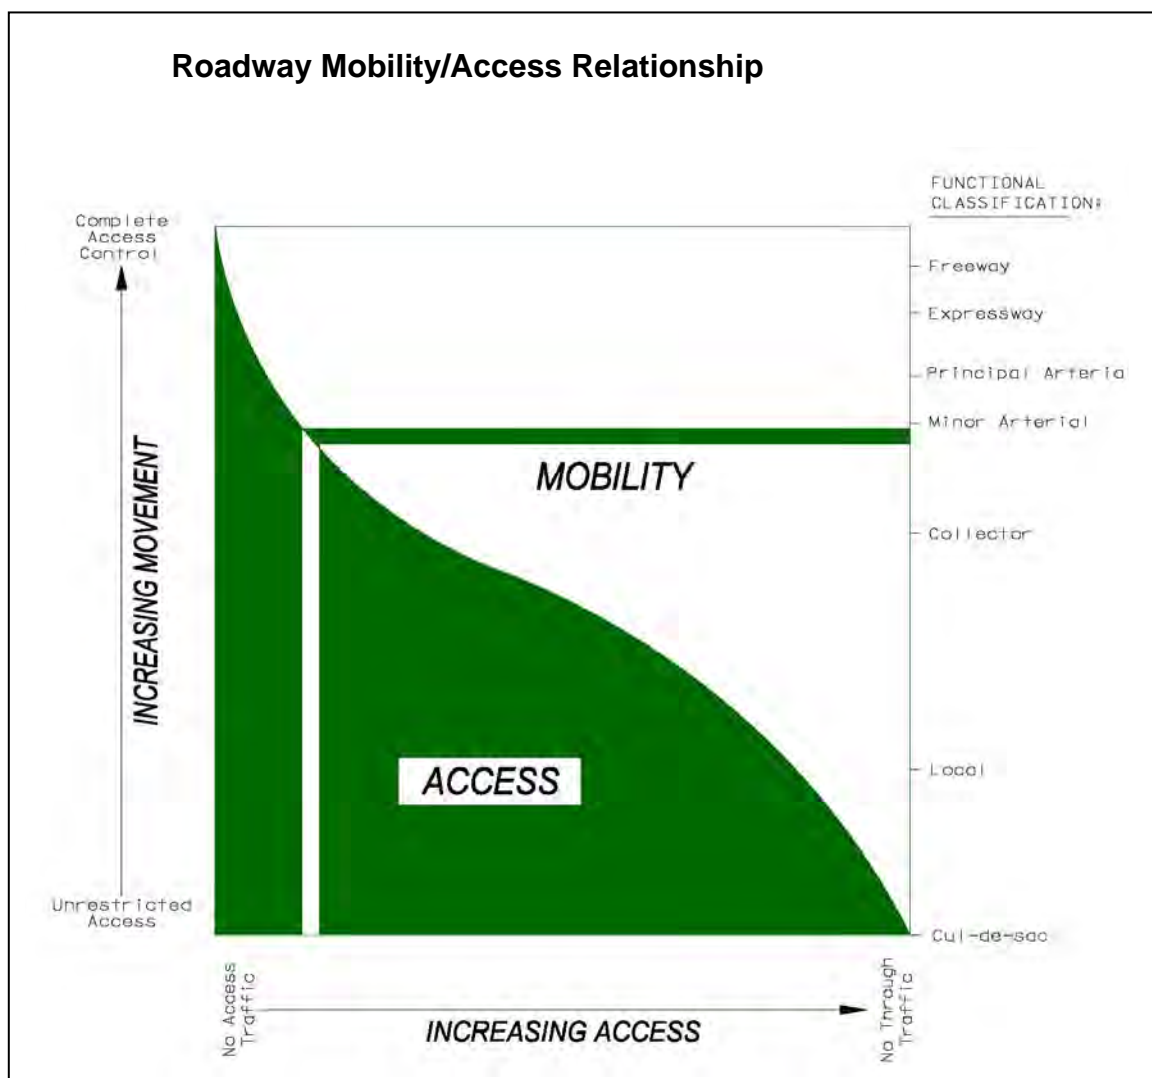 Roadway Mobility/Access Relationship
FUNCTIONAL
CLASSIFICATION:
Complete
Access
Control
Freeway
Expressway
Principal Arteria
Minor Arterial
MOBILITY
INCREASING MOVEMENT
Collector
ACCESS
Local
Unrestricted
Access
Cul-de-sac
No Access
Traffic
INCREASING ACCESS
No Through
Traffic